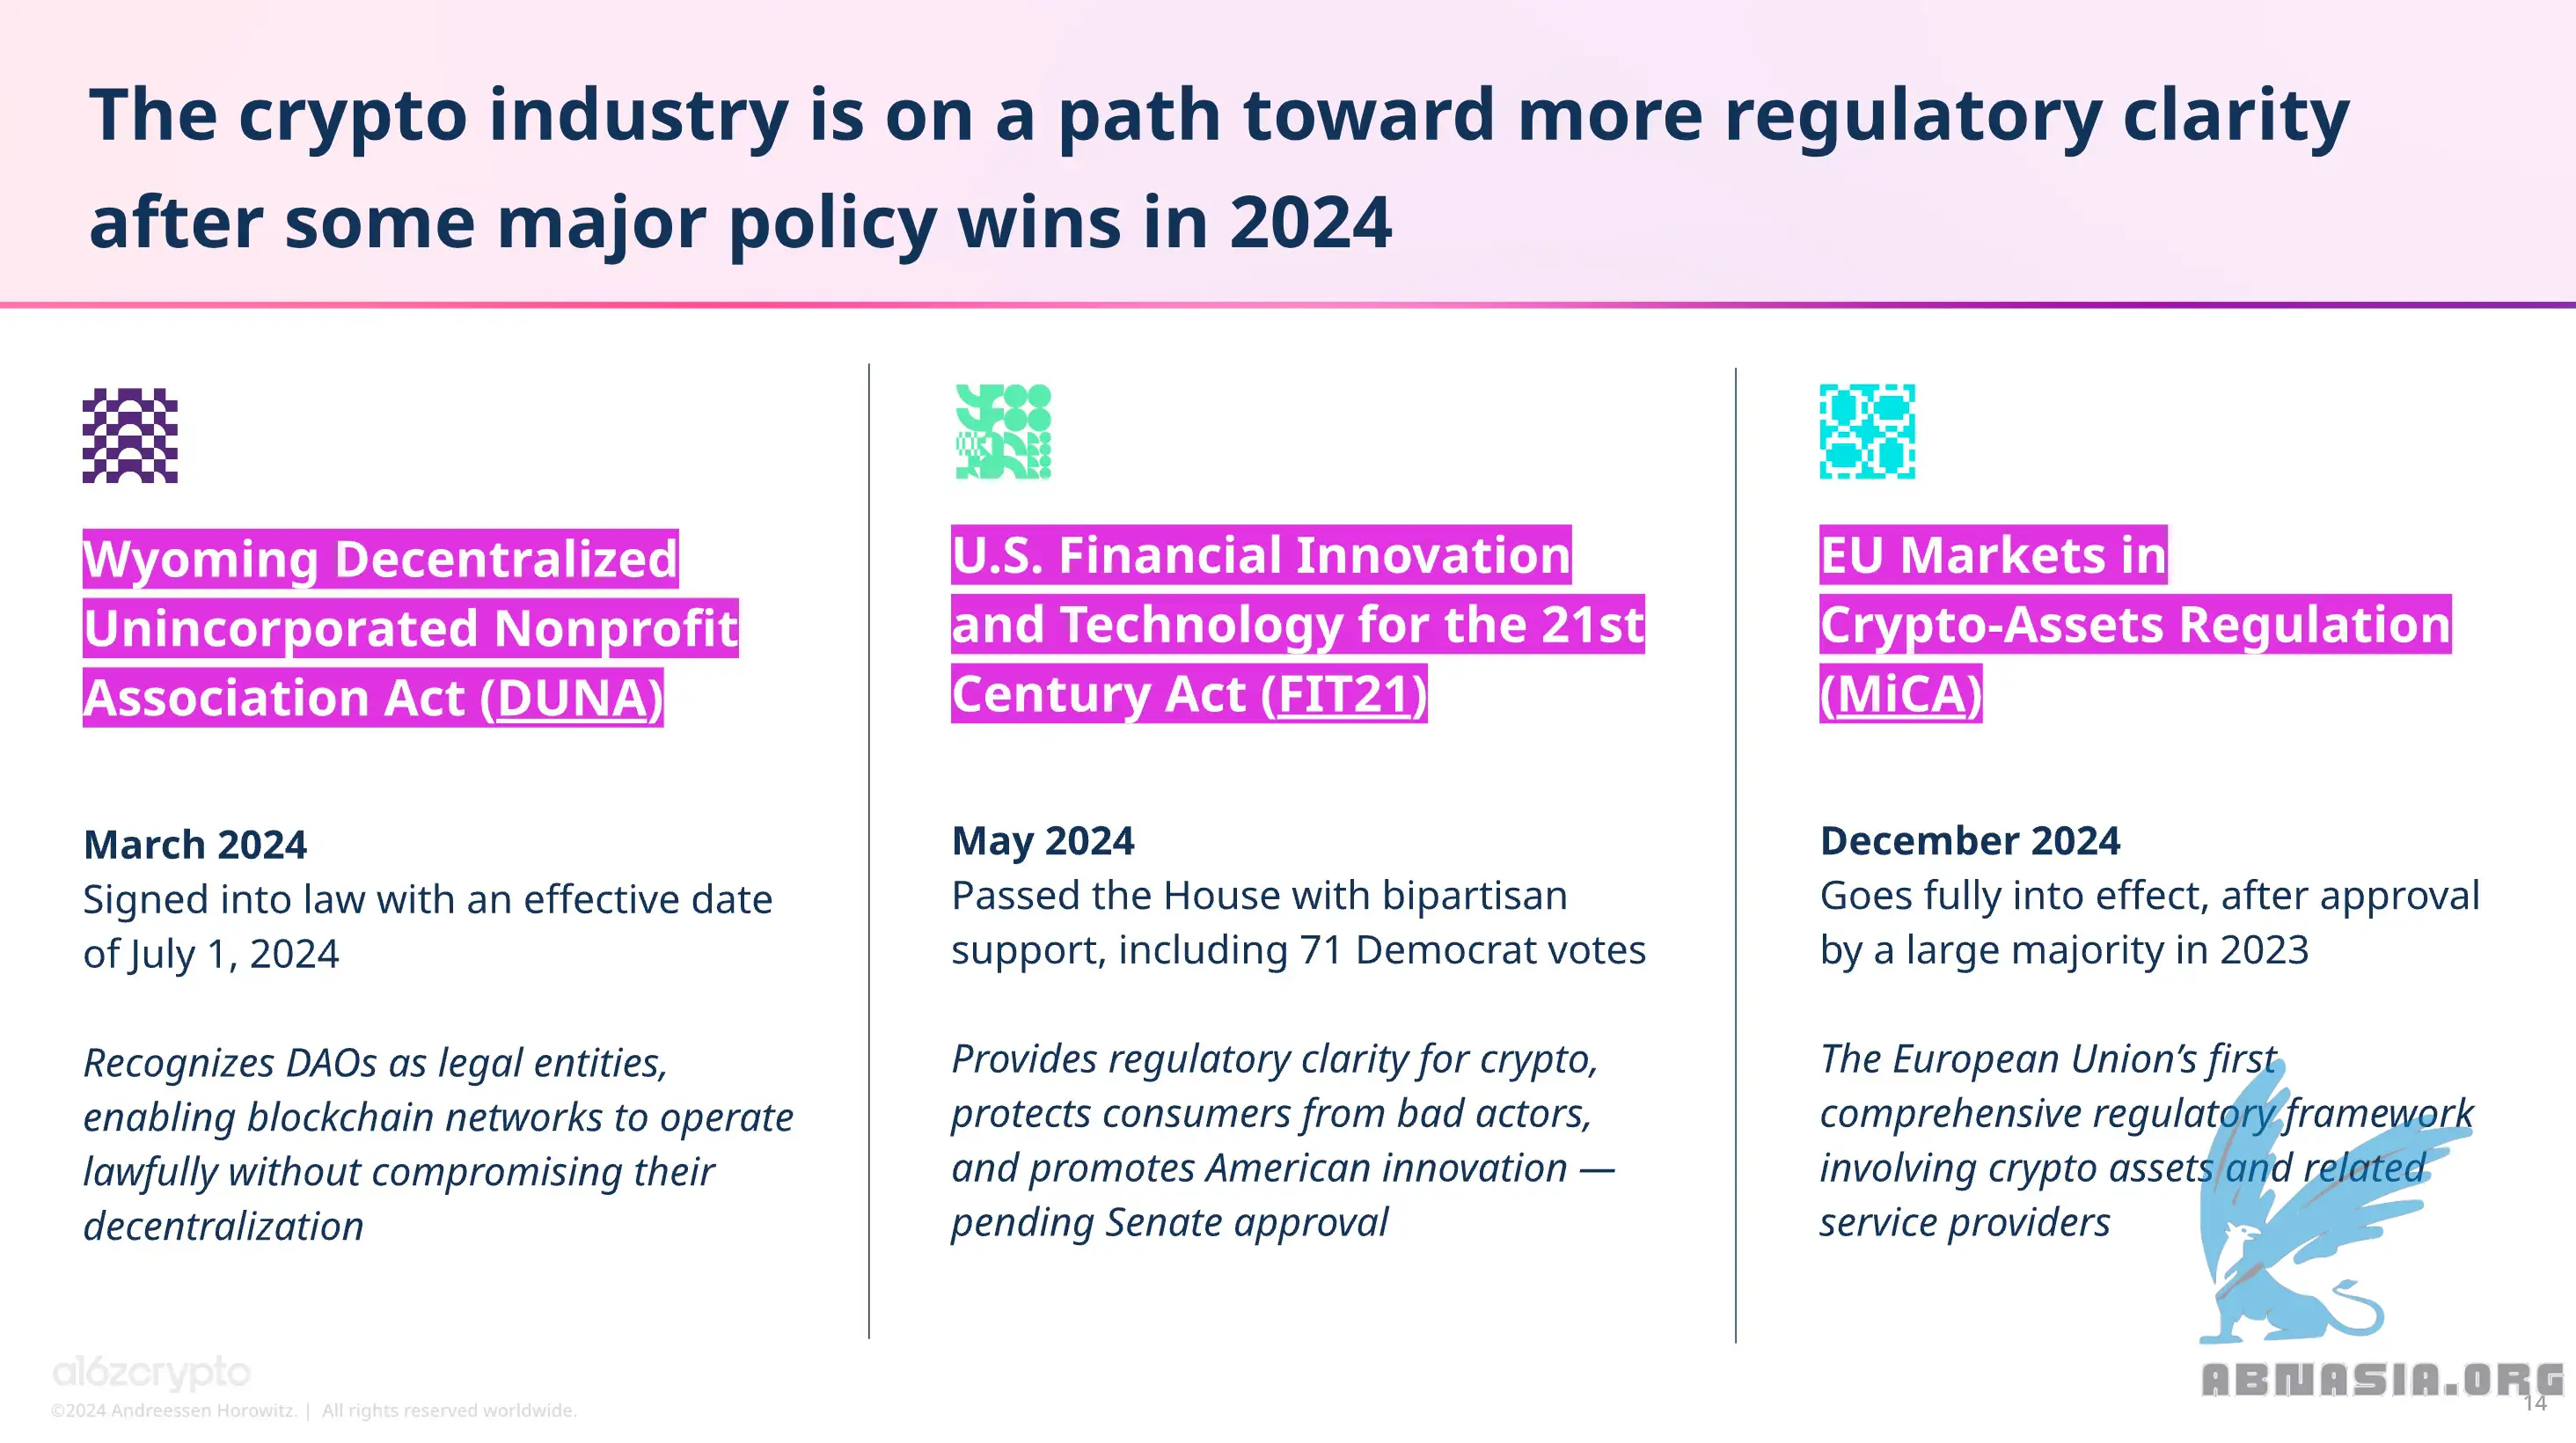 The crypto industry is on a path toward more regulatory clarity
after some major policy wins in 2024
Wyoming Decentralized
Unincorporated Nonprofit
Association Act (DUNA)
March 2024
Signed into law with an effective date
of July 1, 2024
Recognizes DAOs as legal entities,
enabling blockchain networks to operate
lawfully without compromising their
decentralization
U.S. Financial Innovation
and Technology for the 21st
Century Act (FIT21)
May 2024
Passed the House with bipartisan
support, including 71 Democrat votes
Provides regulatory clarity for crypto,
protects consumers from bad actors,
and promotes American innovation —
pending Senate approval
EU Markets in
Crypto-Assets Regulation
(MiCA)
December 2024
Goes fully into effect, after approval
by a large majority in 2023
The European Union’s first
comprehensive regulatory framework
involving crypto assets and related
service providers
a16zcrypto
©2024 Andreessen Horowitz. | All rights reserved worldwide.
ABNASIA.ORG
14